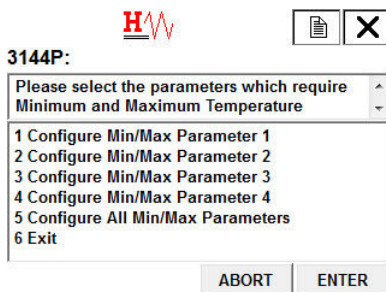 H
3144P:
Please select the parameters which require
Minimum and Maximum Temperature
1 Configure Min/Max Parameter 1
2 Configure Min/Max Parameter 2
3 Configure Min/Max Parameter 3
4 Configure Min/Max Parameter 4
5 Configure All Min/Max Parameters
6 Exit
ABORT ENTER